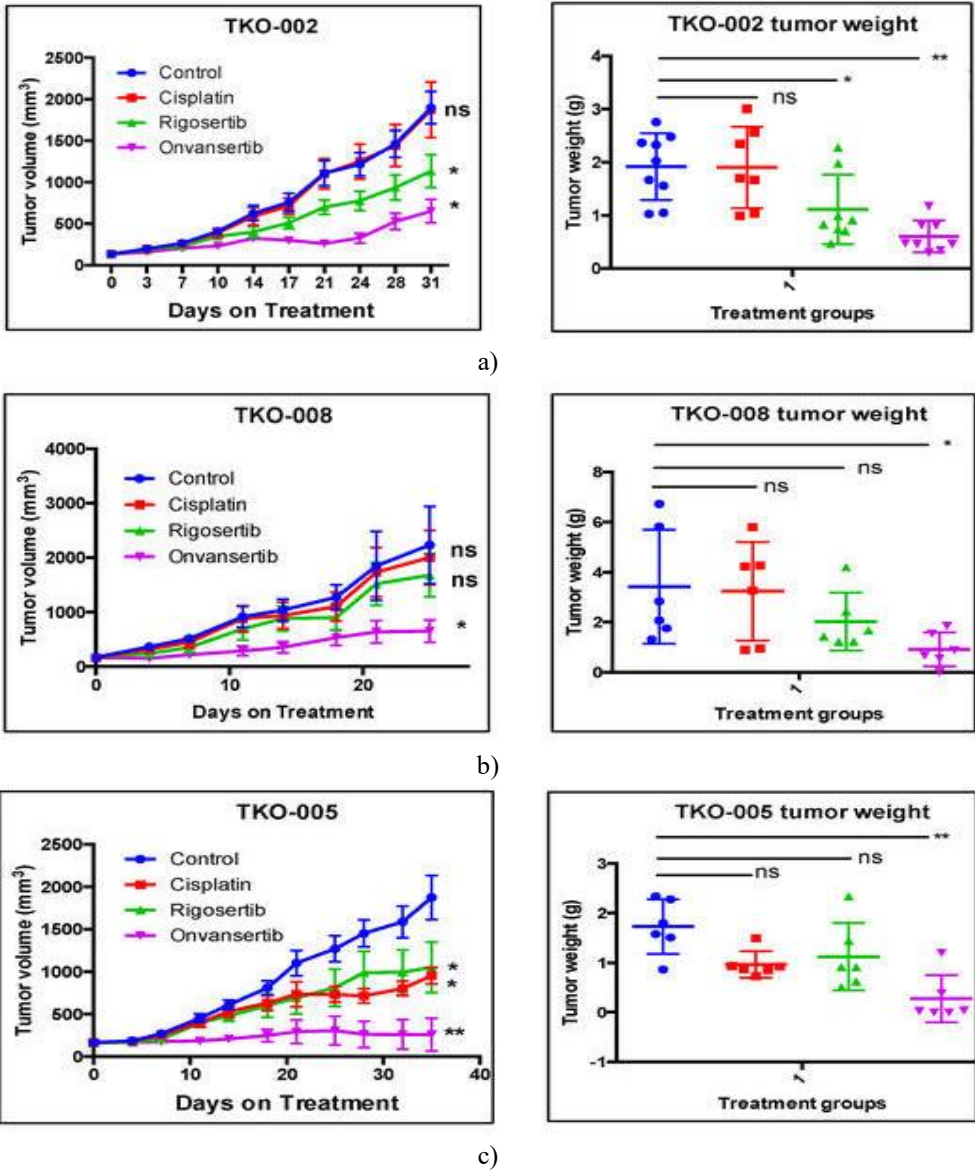 TKO-002
Tumor volume (mm³)
2500
2000
1500
1000
500
0
Control
Cisplatin
Rigosertib
Onvansertib
ns
*
*
0 3 7 10 14 17 21 24 28 31
Days on Treatment
TKO-002 tumor weight
Tumor weight (g)
4
3
2
1
0
**
*
ns
1
Treatment groups
a)
TKO-008
Tumor volume (mm³)
4000
3000
2000
1000
0
Control
Cisplatin
Rigosertib
Onvansertib
ns
ns
*
0 10 20
Days on Treatment
TKO-008 tumor weight
Tumor weight (g)
8
6
4
2
0
*
ns
ns
1
Treatment groups
b)
TKO-005
Tumor volume (mm³)
2500
2000
1500
1000
500
0
Control
Cisplatin
Rigosertib
Onvansertib
*
*
**
0 10 20 30 40
Days on Treatment
TKO-005 tumor weight
Tumor weight (g)
3
2
1
0
-1
**
ns
ns
1
Treatment groups
c)